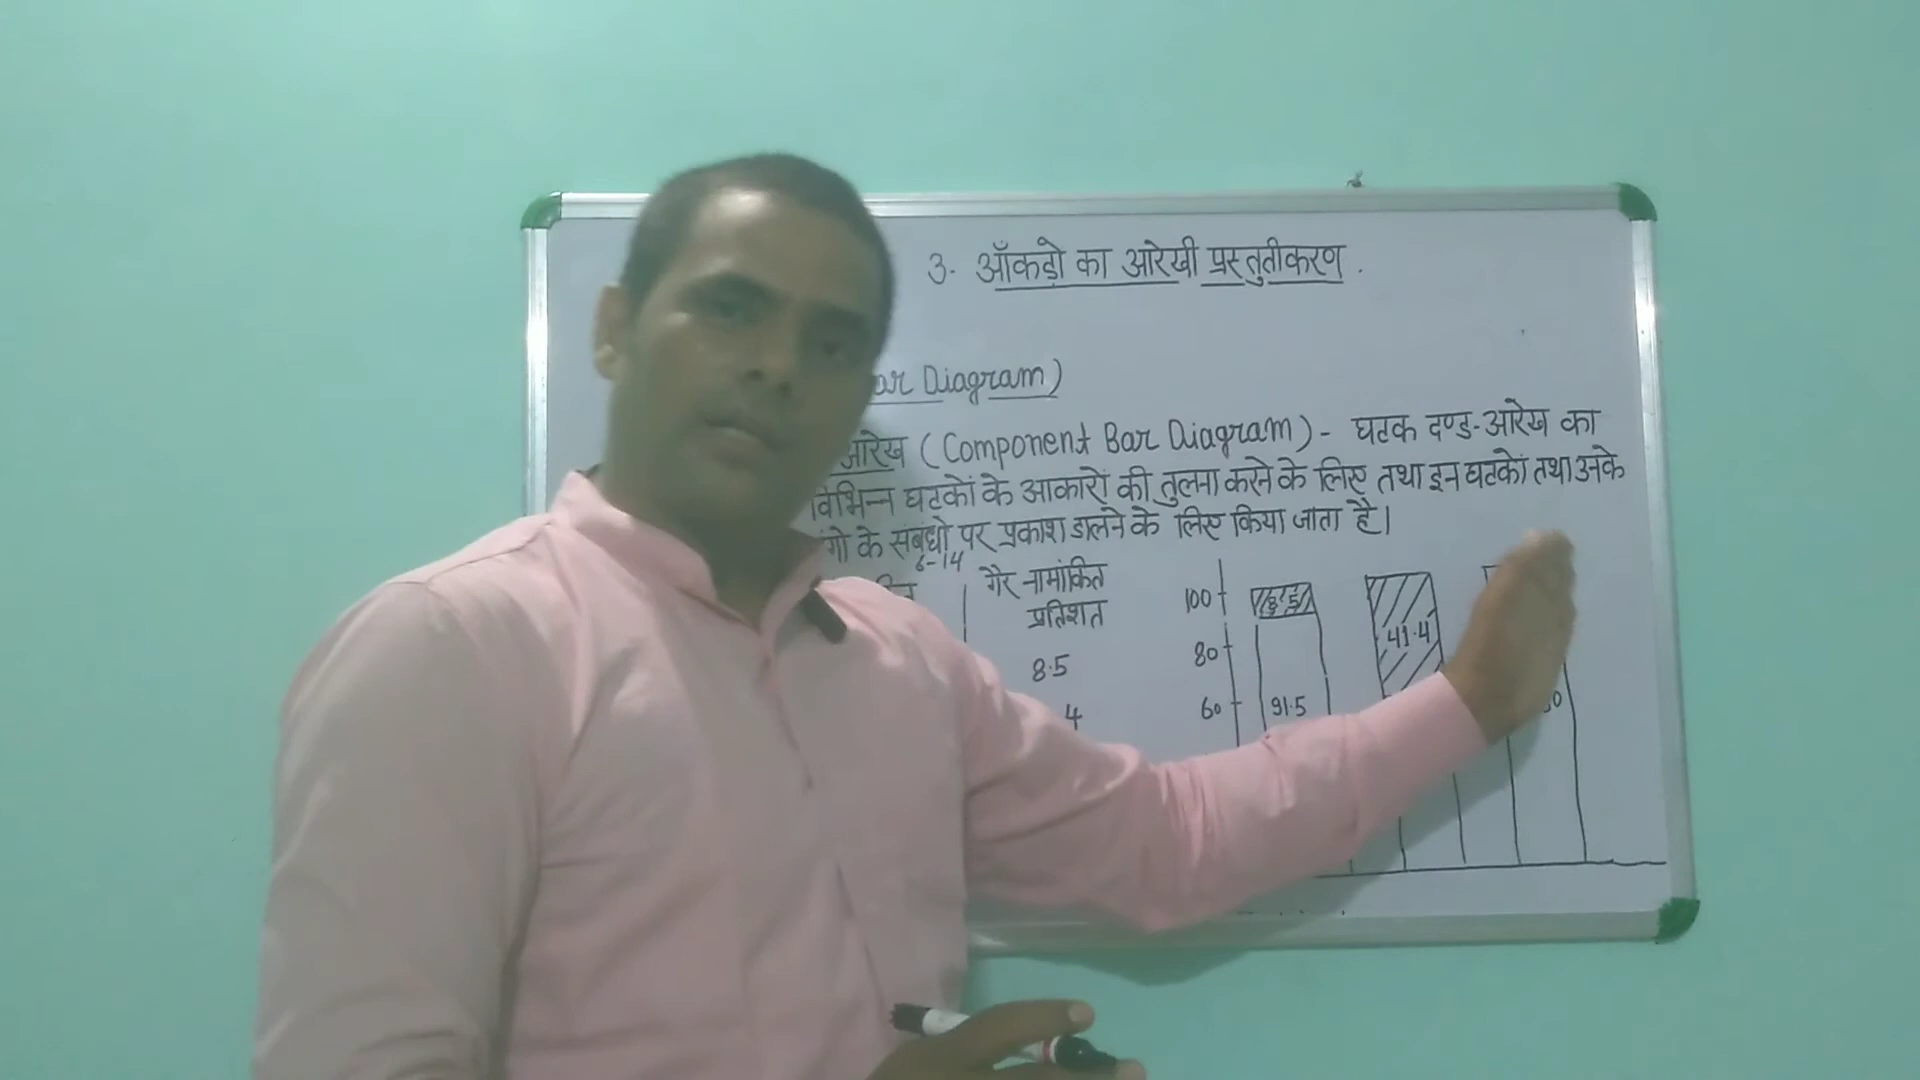 3. आँकड़ो का आरेखी प्रस्तुतीकरण.
Diagram)
आरेख (Component Bar Diagram) - घटक दण्ड-आरेख का
विभिन्न घटकों के आकारों की तुलना करने के लिए तथा इन घटकों तथा उनके
के संबंधो पर प्रकाश डालने के लिए किया जाता है।
6-14
गैर नामांकित
प्रतिशत
8.5
4
100
80
60
8.5
91.5
41.4